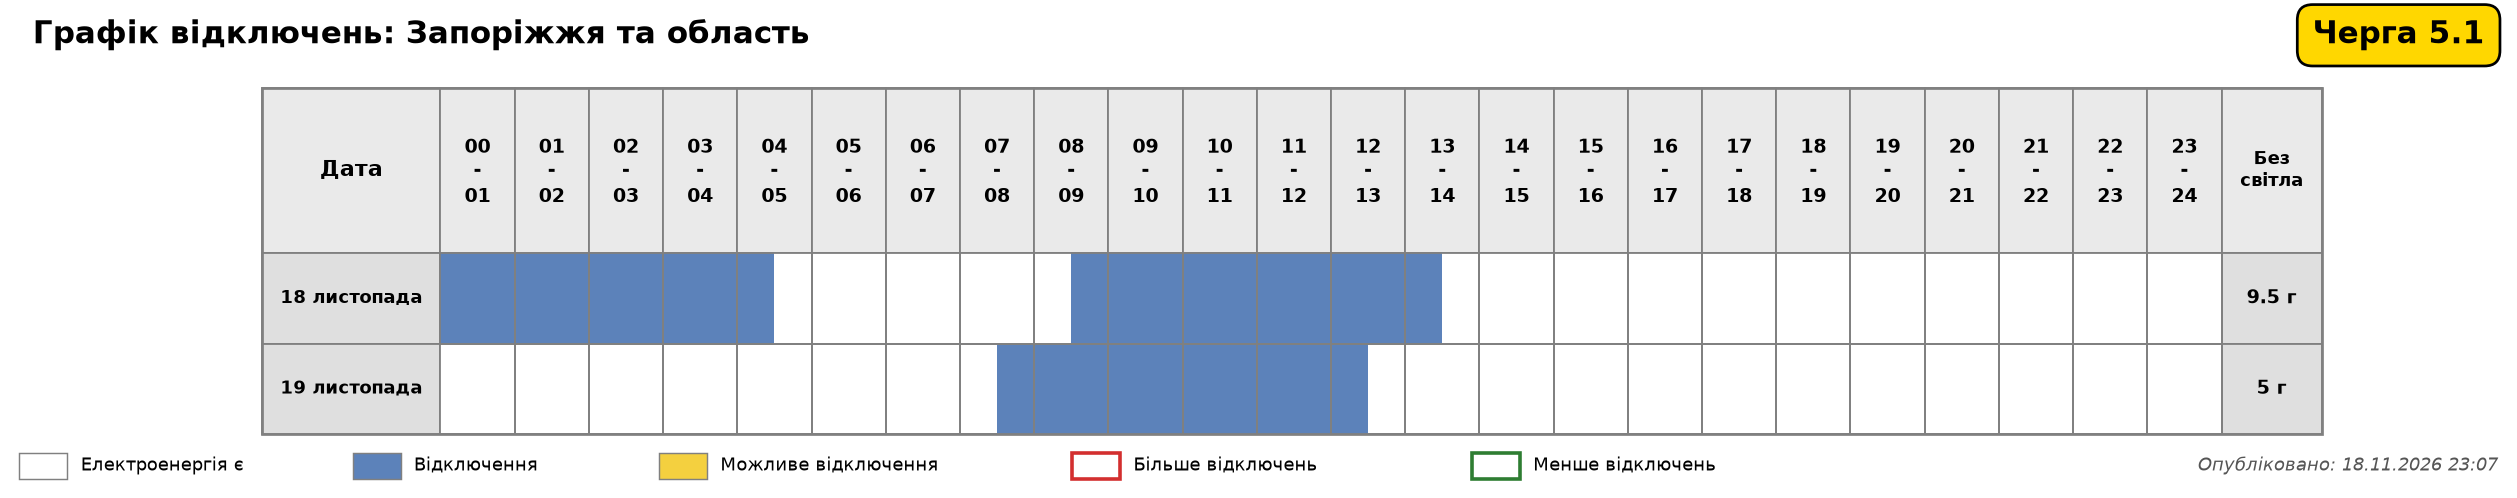 Графік відключень: Запоріжжя та область
Черга 5.1
Дата 00 - 01 01 - 02 02 - 03 03 - 04 04 - 05 05 - 06 06 - 07 07 - 08 08 - 09 09 - 10 10 - 11 11 - 12 12 - 13 13 - 14 14 - 15 15 - 16 16 - 17 17 - 18 18 - 19 19 - 20 20 - 21 21 - 22 22 - 23 23 - 24 Без світла
18 листопада 9.5 г
19 листопада 5 г
Електроенергія є Відключення Можливе відключення Більше відключень Менше відключень Опубліковано: 18.11.2026 23:07